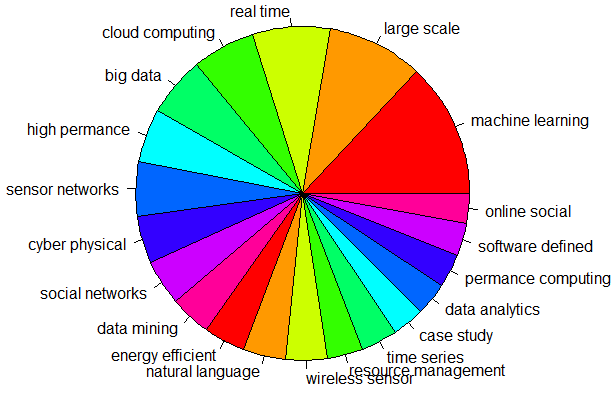 real time
large scale
cloud computing
big data
machine learning
high permance
sensor networks
online social
cyber physical
software defined
permance computing
social networks
data analytics
data mining
case study
energy efficient
time series
natural language
resource management
wireless sensor